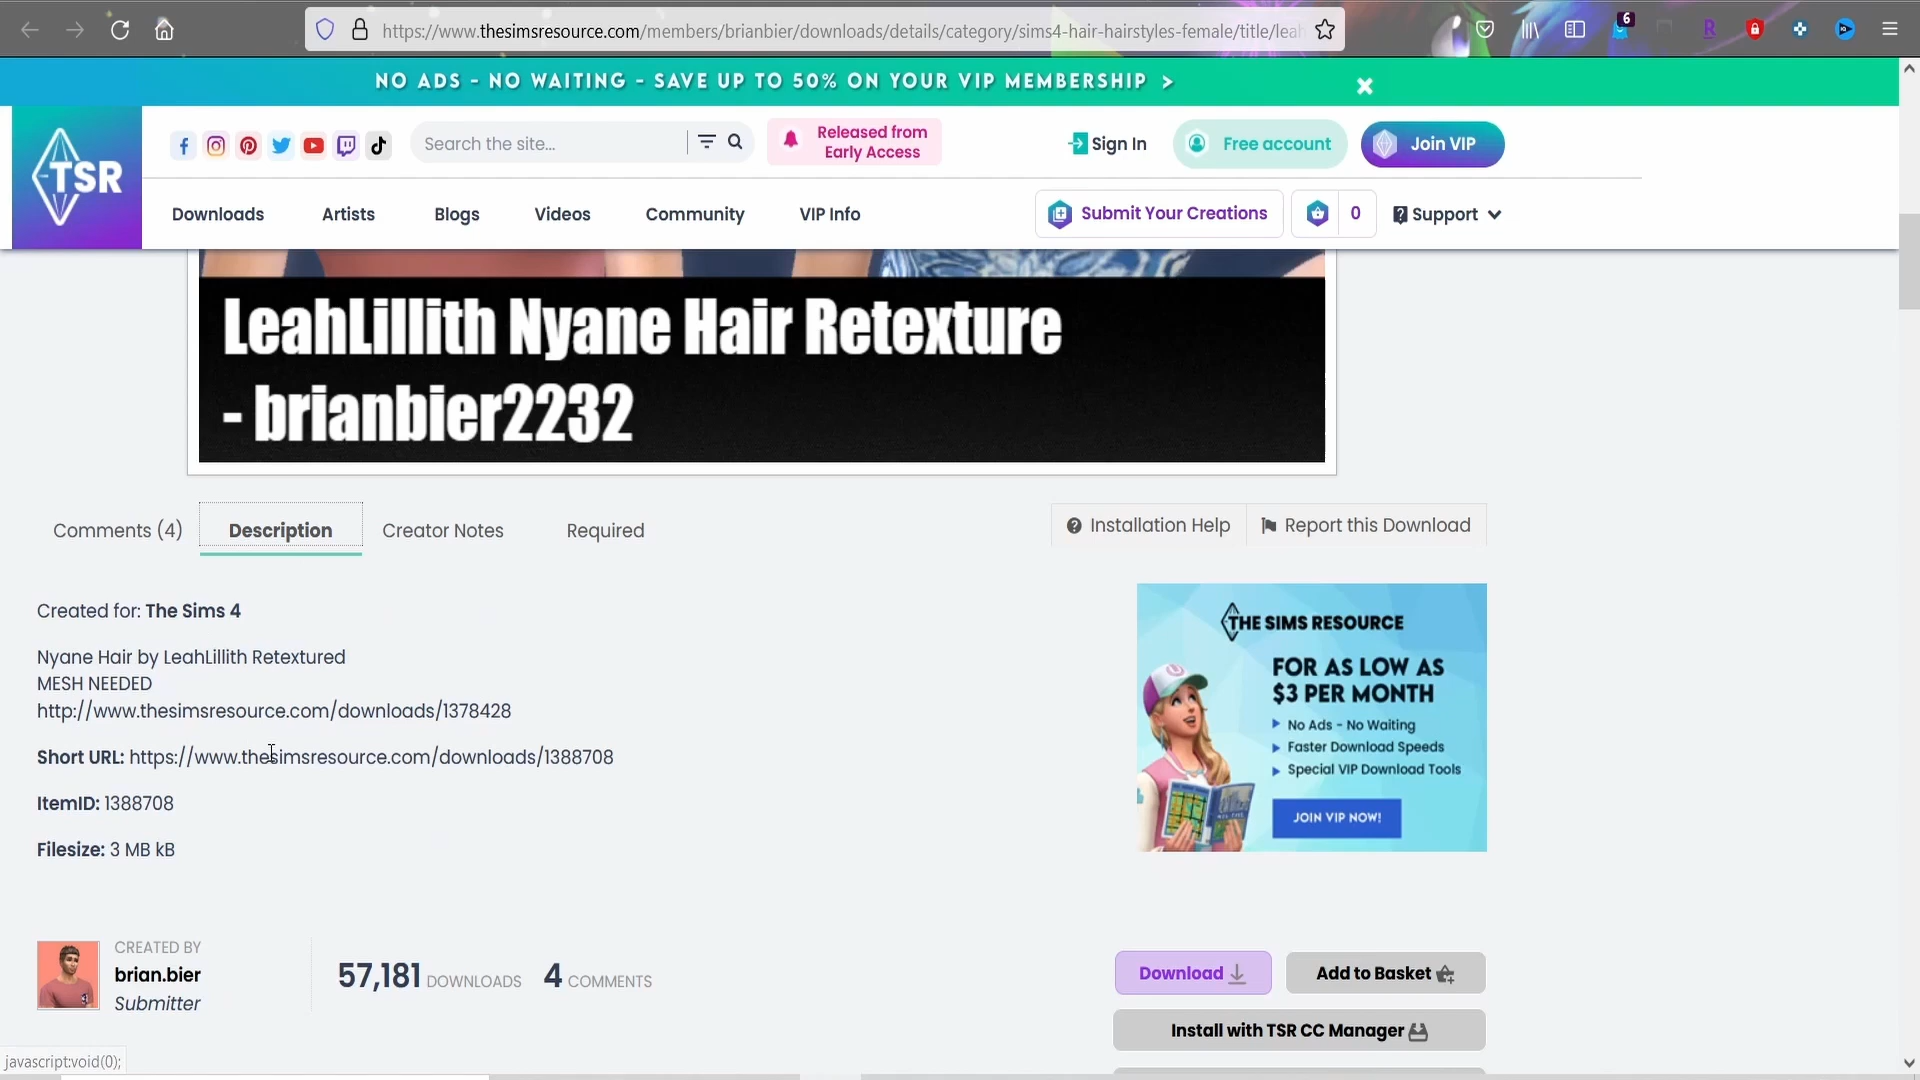 https://www.thesimsresource.com/members/brianbier/downloads/details/category/sims4-hair-hairstyles-female/title/leah
6
NO ADS - NO WAITING - SAVE UP TO 50% ON YOUR VIP MEMBERSHIP >
TSR
Search the site...
Released from
Early Access
Sign In
Free account
Join VIP
Downloads
Artists
Blogs
Videos
Community
VIP Info
Submit Your Creations
0
Support
LeahLillith Nyane Hair Retexture
- brianbier2232
Comments (4)
Description
Creator Notes
Required
Installation Help
Report this Download
Created for: The Sims 4
Nyane Hair by LeahLillith Retextured
MESH NEEDED
http://www.thesimsresource.com/downloads/1378428
Short URL: https://www.thesimsresource.com/downloads/1388708
ItemID: 1388708
Filesize: 3 MB kB
THE SIMS RESOURCE
FOR AS LOW AS
$3 PER MONTH
No Ads - No Waiting
Faster Download Speeds
Special VIP Download Tools
JOIN VIP NOW!
CREATED BY
brian.bier
Submitter
57,181 DOWNLOADS
4 COMMENTS
Download
Add to Basket
Install with TSR CC Manager
javascript:void(0);